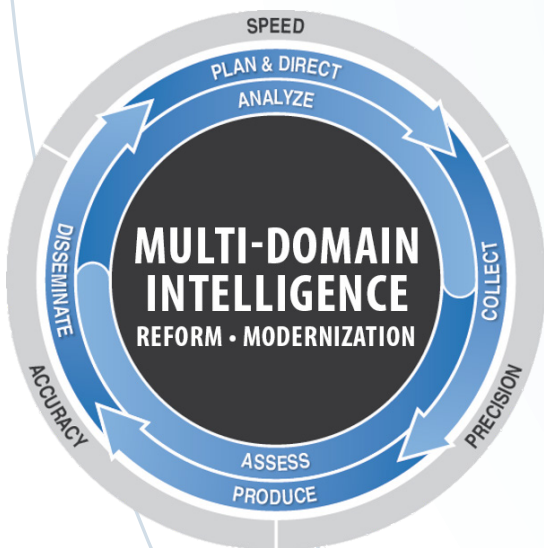 SPEED
PLAN & DIRECT
ANALYZE
MULTI-DOMAIN
INTELLIGENCE
REFORM • MODERNIZATION
DISSEMINATE
COLLECT
ACCURACY
PRECISION
ASSESS
PRODUCE